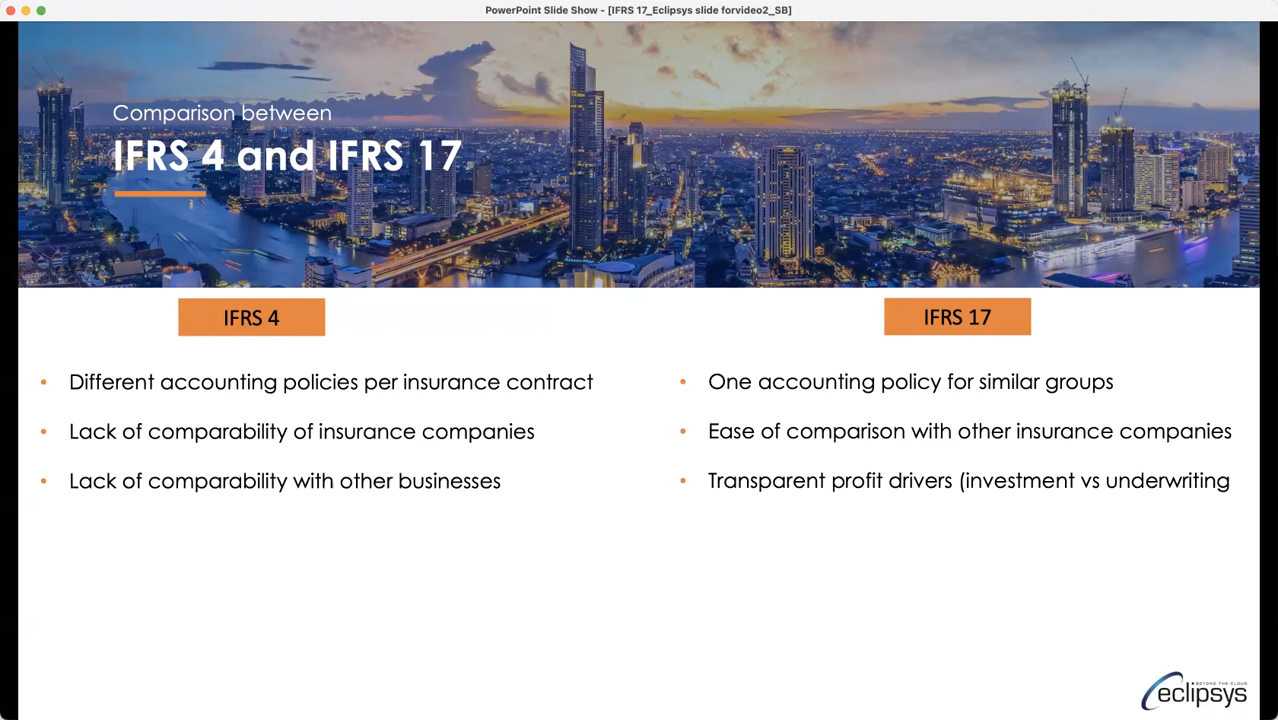 PowerPoint Slide Show - [IFRS 17_Eclipsys slide forvideo2_SB]
Comparison between
IFRS 4 and IFRS 17
IFRS 4
• Different accounting policies per insurance contract
• Lack of comparability of insurance companies
• Lack of comparability with other businesses
IFRS 17
• One accounting policy for similar groups
• Ease of comparison with other insurance companies
• Transparent profit drivers (investment vs underwriting
BEYOND THE CLOUD
eclipsys